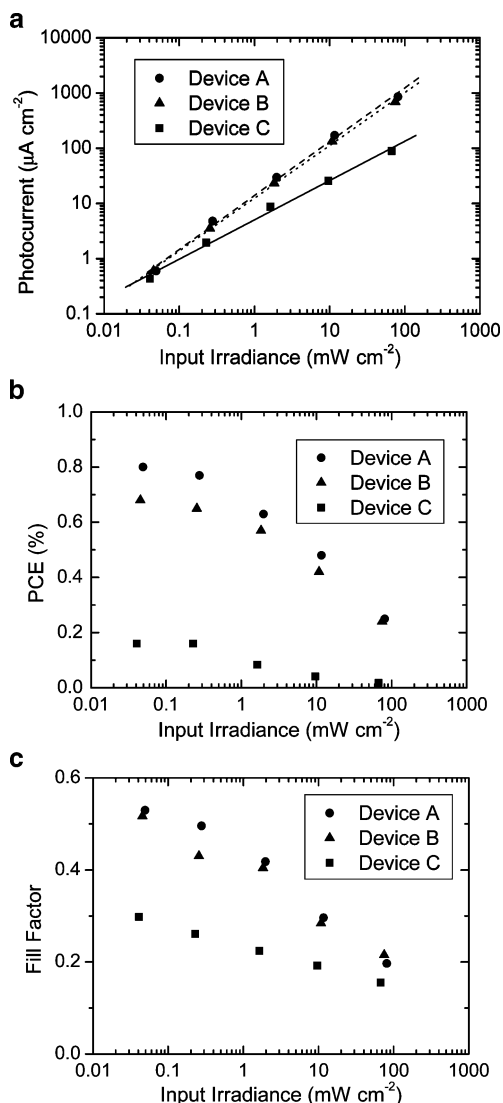 a
10000
1000
100
10
1
0.1
Photocurrent (μA cm-2)
Device A
Device B
Device C
0.01 0.1 1 10 100 1000
Input Irradiance (mW cm-2)
b
1.0
0.8
0.6
0.4
0.2
0.0
PCE (%)
Device A
Device B
Device C
0.01 0.1 1 10 100 1000
Input Irradiance (mW cm-2)
c
0.6
0.4
0.2
0.0
Fill Factor
Device A
Device B
Device C
0.01 0.1 1 10 100 1000
Input Irradiance (mW cm-2)